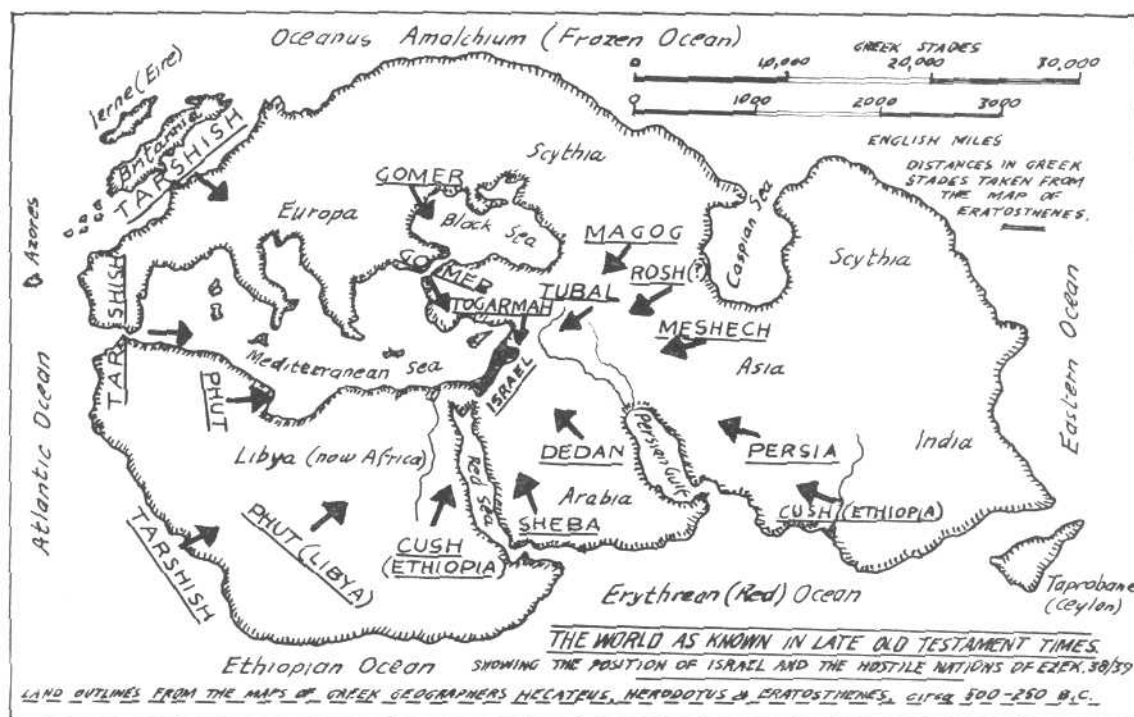 Oceanus Amalchium (Frozen Ocean)
GREEK STADES
0 10,000 20,000 30,000
0 1000 2000 3000
ENGLISH MILES
DISTANCES IN GREEK
STADES TAKEN FROM
THE MAP OF
ERATOSTHENES.
Ierne (Eire)
Britannia
TARSHISH
Azores
Scythia
GOMER
Europa
Black Sea
Caspian Sea
Scythia
MAGOG
ROSH(?)
GOMER
TOGARMAH
TUBAL
MESHECH
TARSHISH
Mediterranean Sea
ISRAEL
Asia
Atlantic Ocean
Eastern Ocean
PHUT
Libya (now Africa)
Red Sea
DEDAN
Persian Gulf
PERSIA
India
Arabia
SHEBA
CUSH (ETHIOPIA)
TARSHISH
PHUT (LIBYA)
CUSH
(ETHIOPIA)
Taprobane
(Ceylon)
Erythrean (Red) Ocean
Ethiopian Ocean
THE WORLD AS KNOWN IN LATE OLD TESTAMENT TIMES.
SHOWING THE POSITION OF ISRAEL AND THE HOSTILE NATIONS OF EZEK. 38/39
LAND OUTLINES FROM THE MAPS OF GREEK GEOGRAPHERS HECATEUS, HERODOTUS & ERATOSTHENES, circa 500-250 B.C.